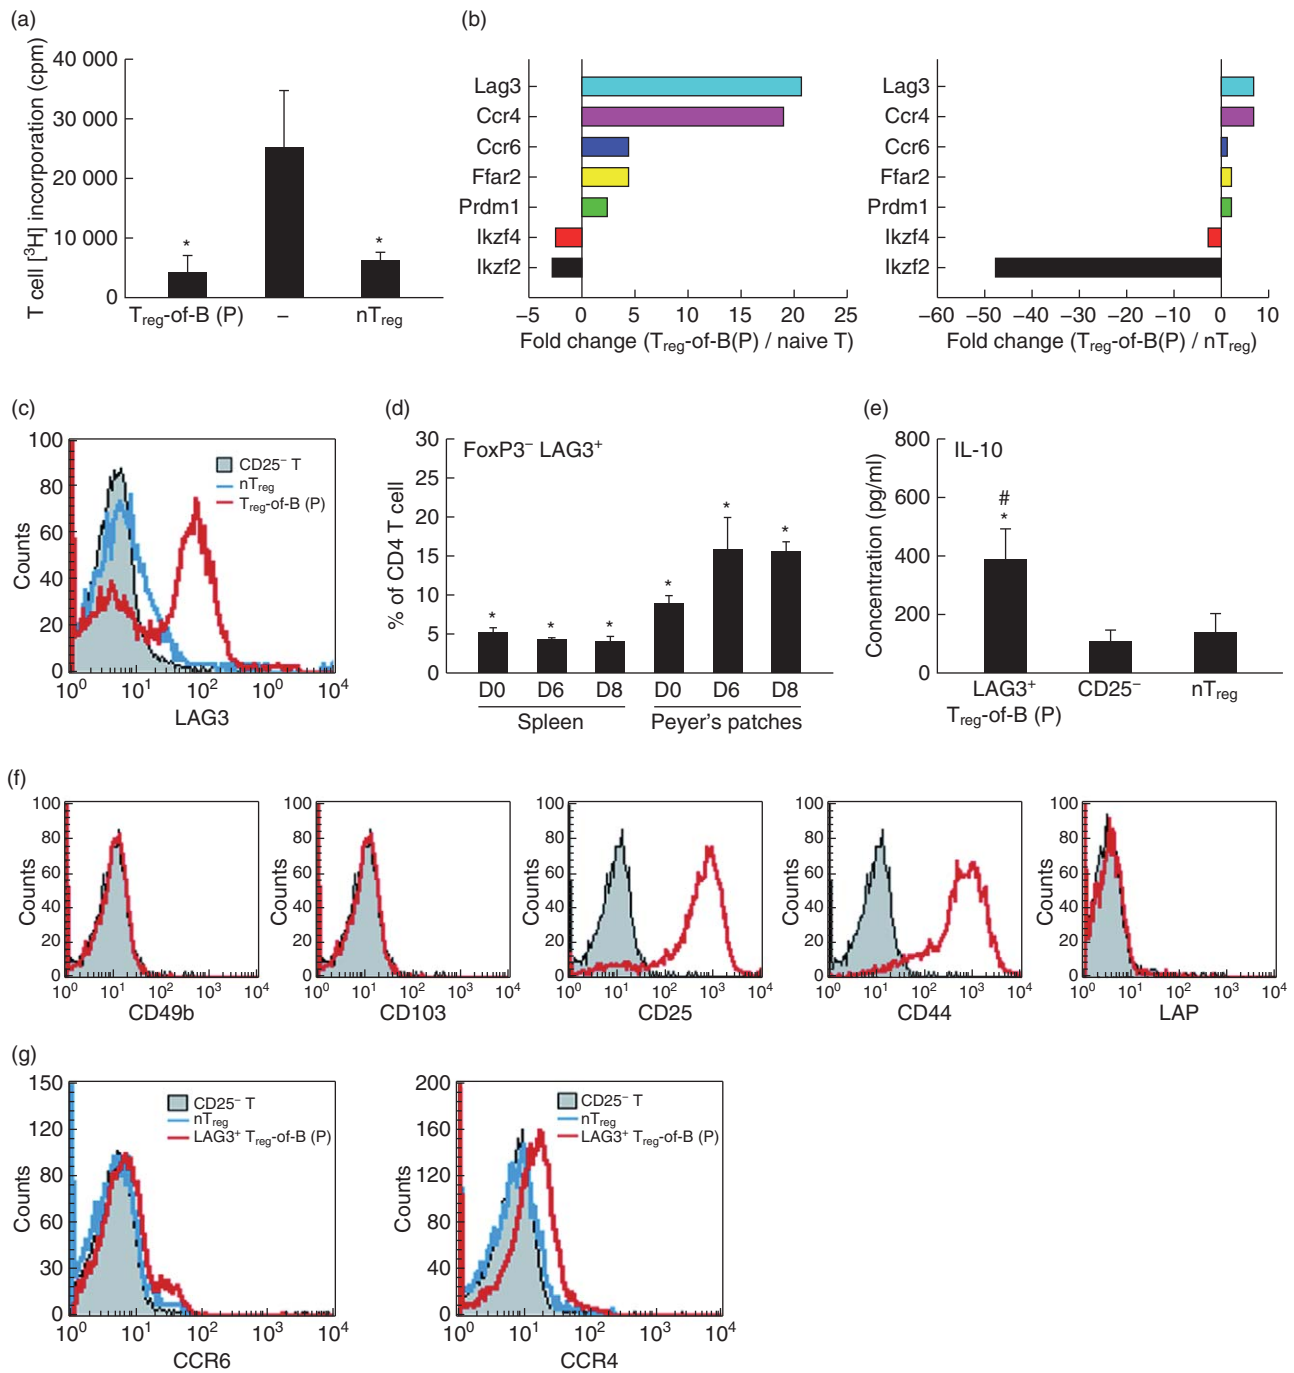 (a)
T cell [³H] incorporation (cpm)
40 000
30 000
20 000
10 000
0
*
*
Treg-of-B (P) – nTreg
(b)
Lag3
Ccr4
Ccr6
Ffar2
Prdm1
Ikzf4
Ikzf2
–5 0 5 10 15 20 25
Fold change (Treg-of-B(P) / naive T)
Lag3
Ccr4
Ccr6
Ffar2
Prdm1
Ikzf4
Ikzf2
–60 –50 –40 –30 –20 –10 0 10
Fold change (Treg-of-B(P) / nTreg)
(c)
Counts
100
80
60
40
20
0
CD25⁻ T
nTreg
Treg-of-B (P)
10⁰ 10¹ 10² 10³ 10⁴
LAG3
(d)
FoxP3⁻ LAG3⁺
% of CD4 T cell
30
25
20
15
10
5
0
* * * * * *
D0 D6 D8 D0 D6 D8
Spleen Peyer's patches
(e)
IL-10
Concentration (pg/ml)
800
600
400
200
0
#
*
LAG3⁺ CD25⁻ nTreg
Treg-of-B (P)
(f)
Counts
100
80
60
40
20
0
10⁰ 10¹ 10² 10³ 10⁴
CD49b
Counts
100
80
60
40
20
0
10⁰ 10¹ 10² 10³ 10⁴
CD103
Counts
100
80
60
40
20
0
10⁰ 10¹ 10² 10³ 10⁴
CD25
Counts
100
80
60
40
20
0
10⁰ 10¹ 10² 10³ 10⁴
CD44
Counts
100
80
60
40
20
0
10⁰ 10¹ 10² 10³ 10⁴
LAP
(g)
Counts
150
120
80
60
30
0
CD25⁻ T
nTreg
LAG3⁺ Treg-of-B (P)
10⁰ 10¹ 10² 10³ 10⁴
CCR6
Counts
200
160
120
80
40
0
CD25⁻ T
nTreg
LAG3⁺ Treg-of-B (P)
10⁰ 10¹ 10² 10³ 10⁴
CCR4